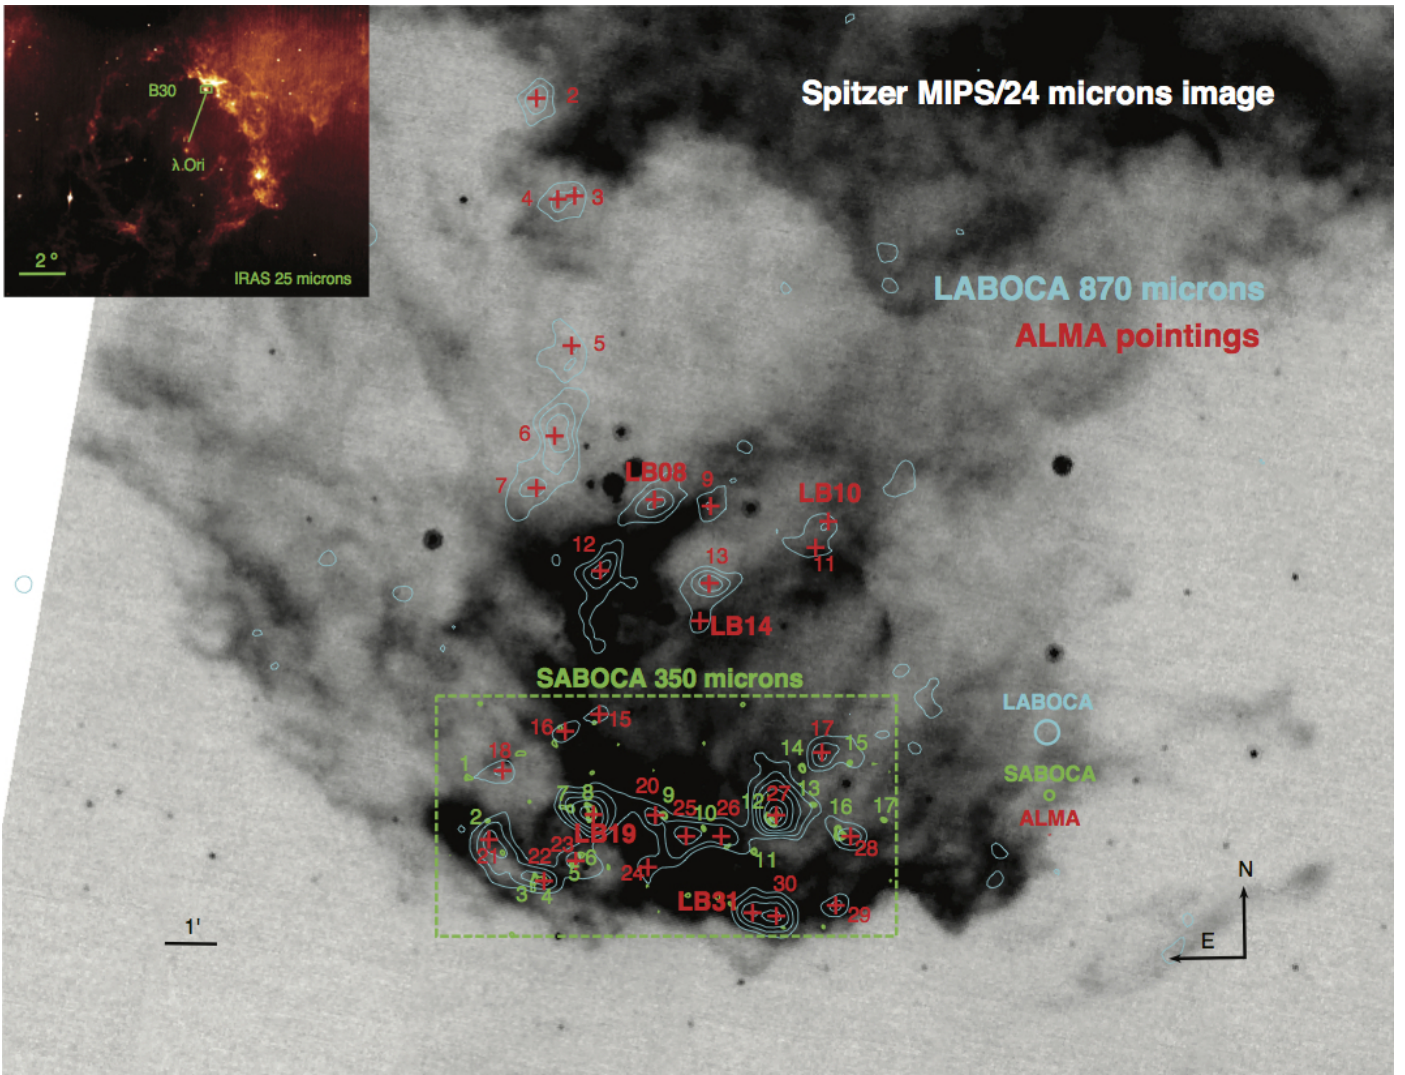 B30
λ.Ori
2 °
IRAS 25 microns
Spitzer MIPS/24 microns image
LABOCA 870 microns
ALMA pointings
2
4
3
5
6
7
LB08
9
LB10
11
12
13
LB14
SABOCA 350 microns
16
15
17
14
15
18
1
2
7
8
20
9
25
10
26
12
27
13
16
17
LB19
21
22
23
6
5
24
11
28
3
4
LB31
30
29
LABOCA
SABOCA
ALMA
1'
N
E